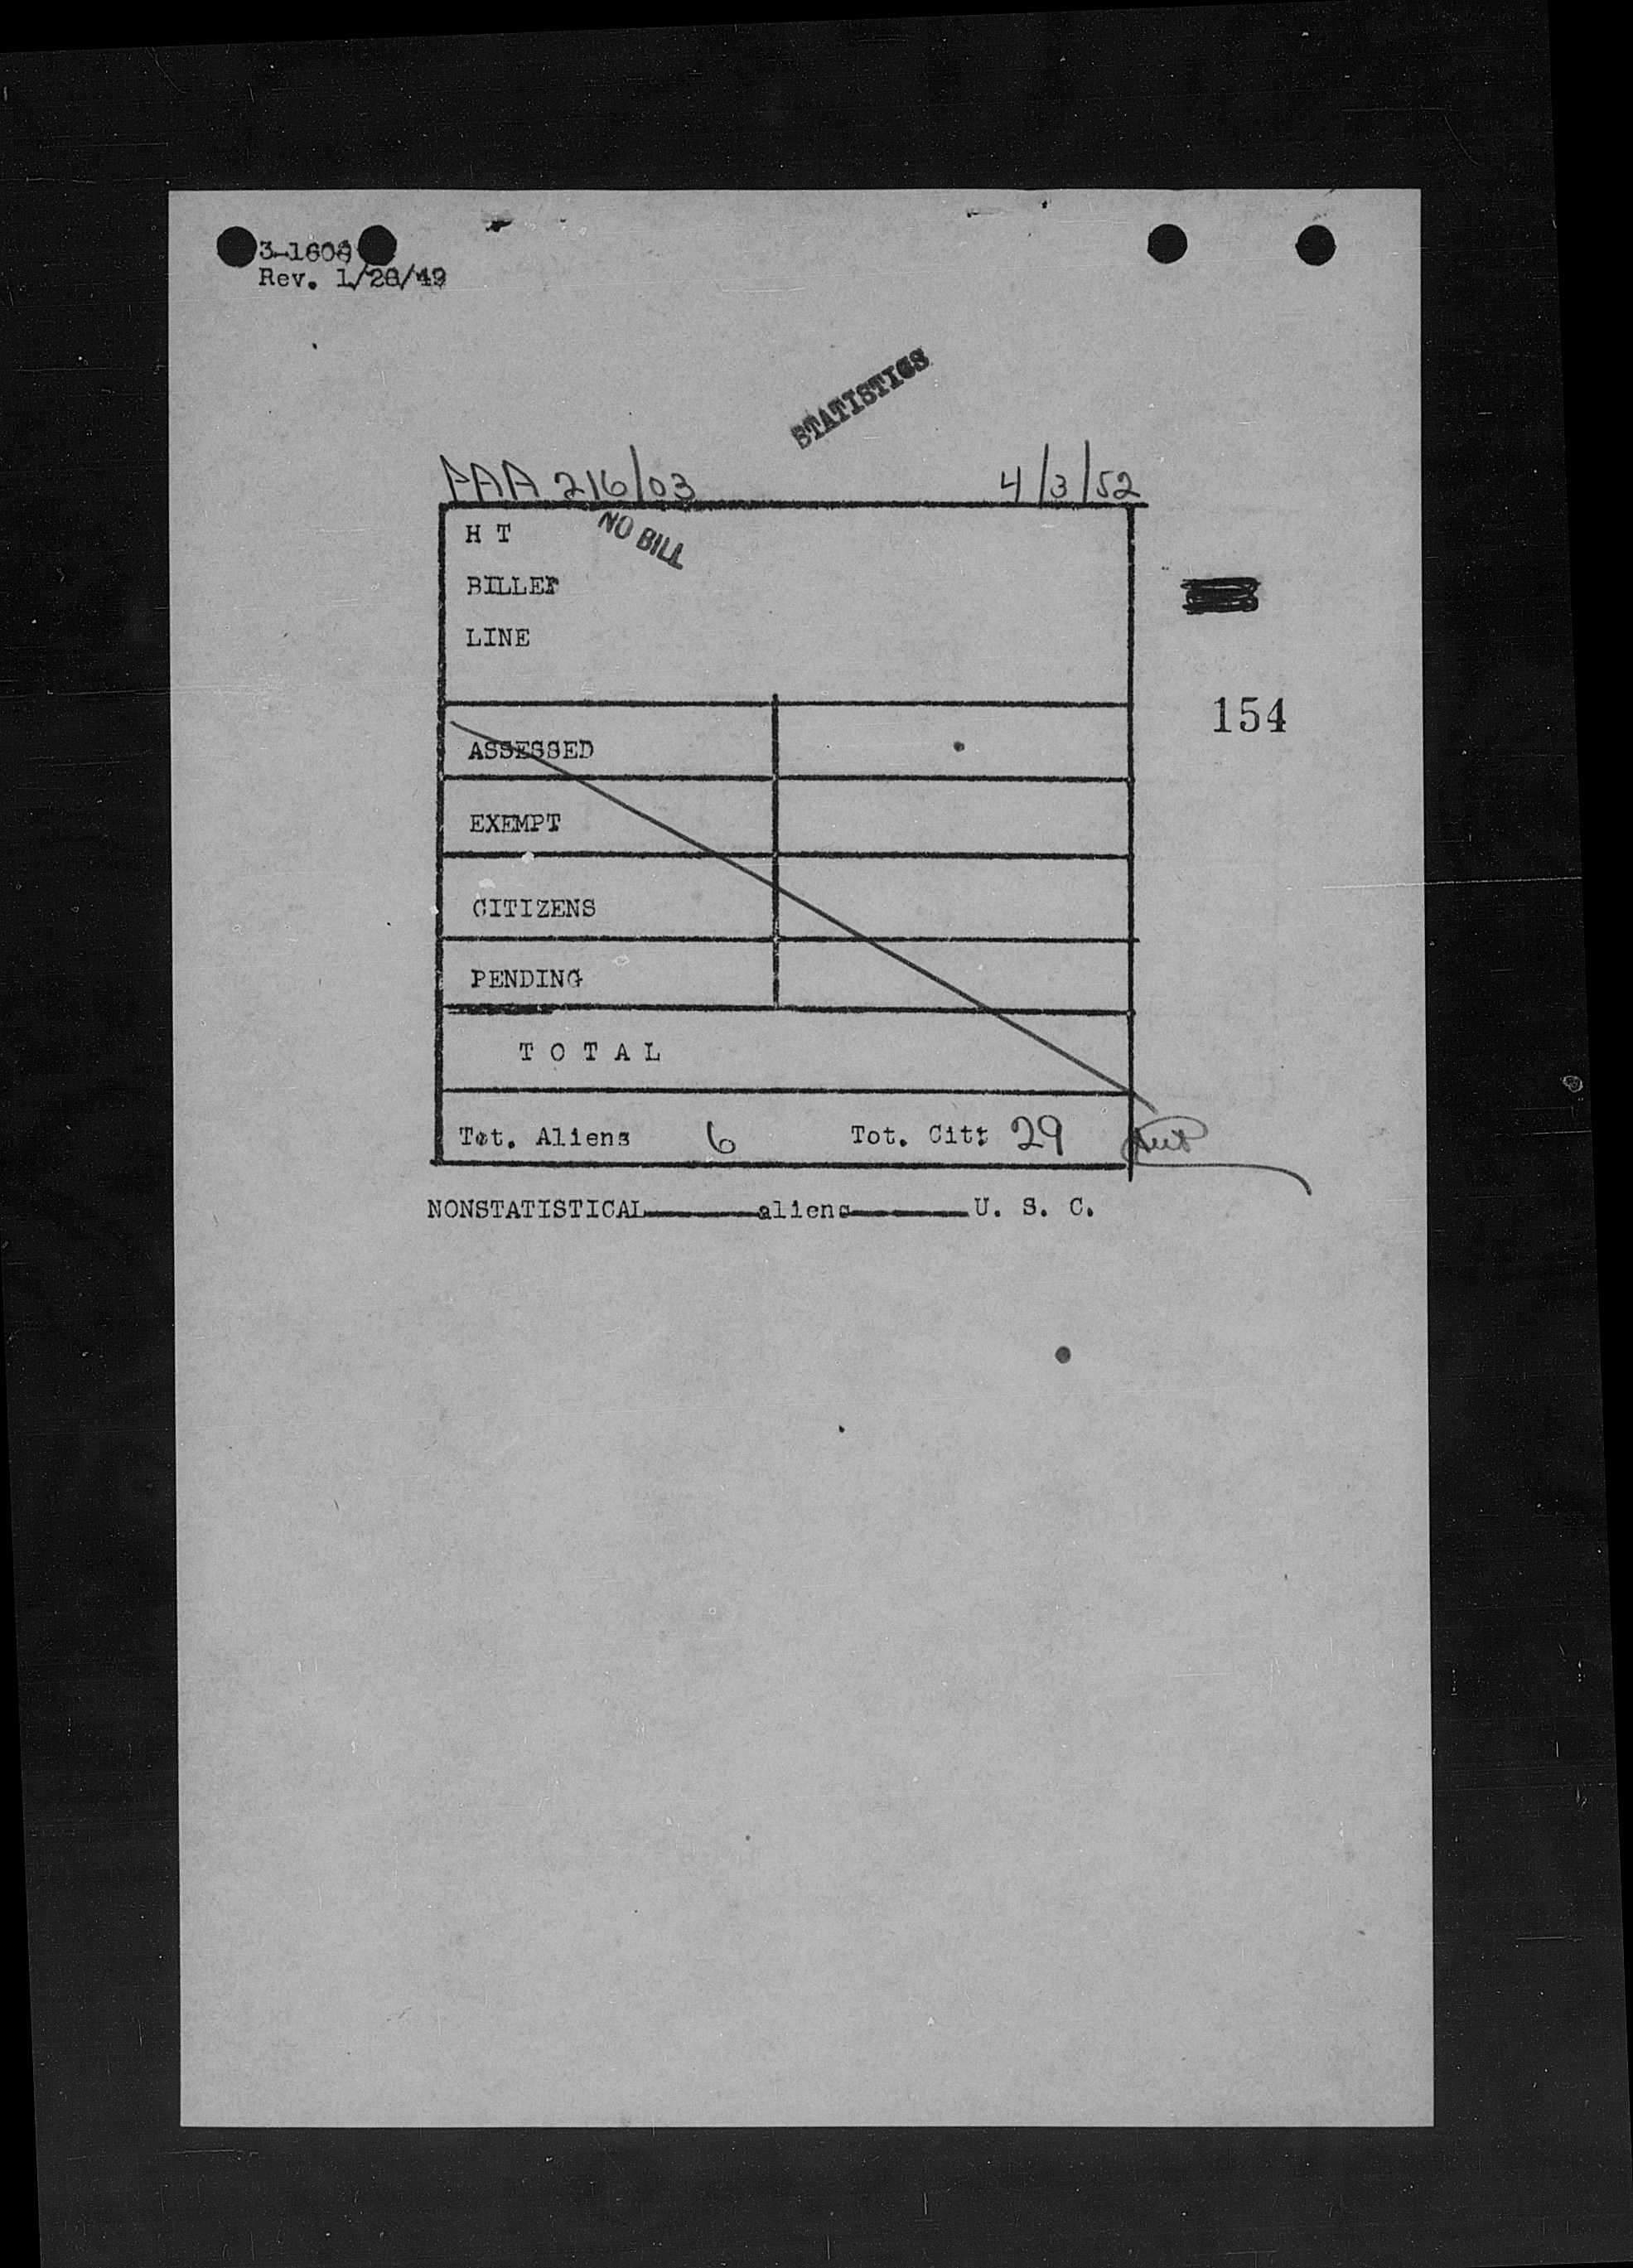 3-1608
Rev. 1/28/49
STATISTICS
PAA 216/03 4/3/52
H T
NO BILL
BILLET
LINE
154
ASSESSED
EXEMPT
CITIZENS
PENDING
T O T A L
Tot. Aliens 6 Tot. Cit: 29
NONSTATISTICAL aliens U. S. C.